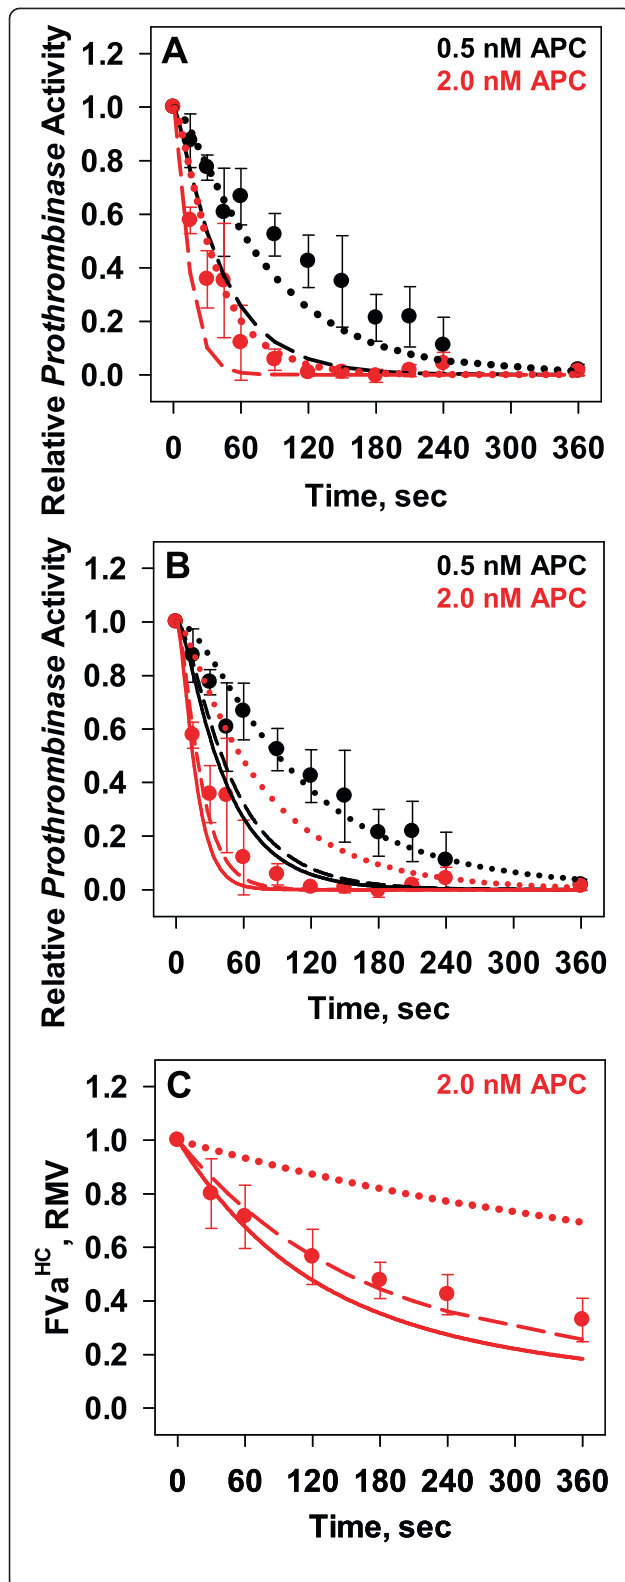 A
0.5 nM APC
2.0 nM APC
Relative Prothrombinase Activity
1.2
1.0
0.8
0.6
0.4
0.2
0.0
0 60 120 180 240 300 360
Time, sec
B
0.5 nM APC
2.0 nM APC
Relative Prothrombinase Activity
1.2
1.0
0.8
0.6
0.4
0.2
0.0
0 60 120 180 240 300 360
Time, sec
C
2.0 nM APC
FVa^HC, RMV
1.2
1.0
0.8
0.6
0.4
0.2
0.0
0 60 120 180 240 300 360
Time, sec